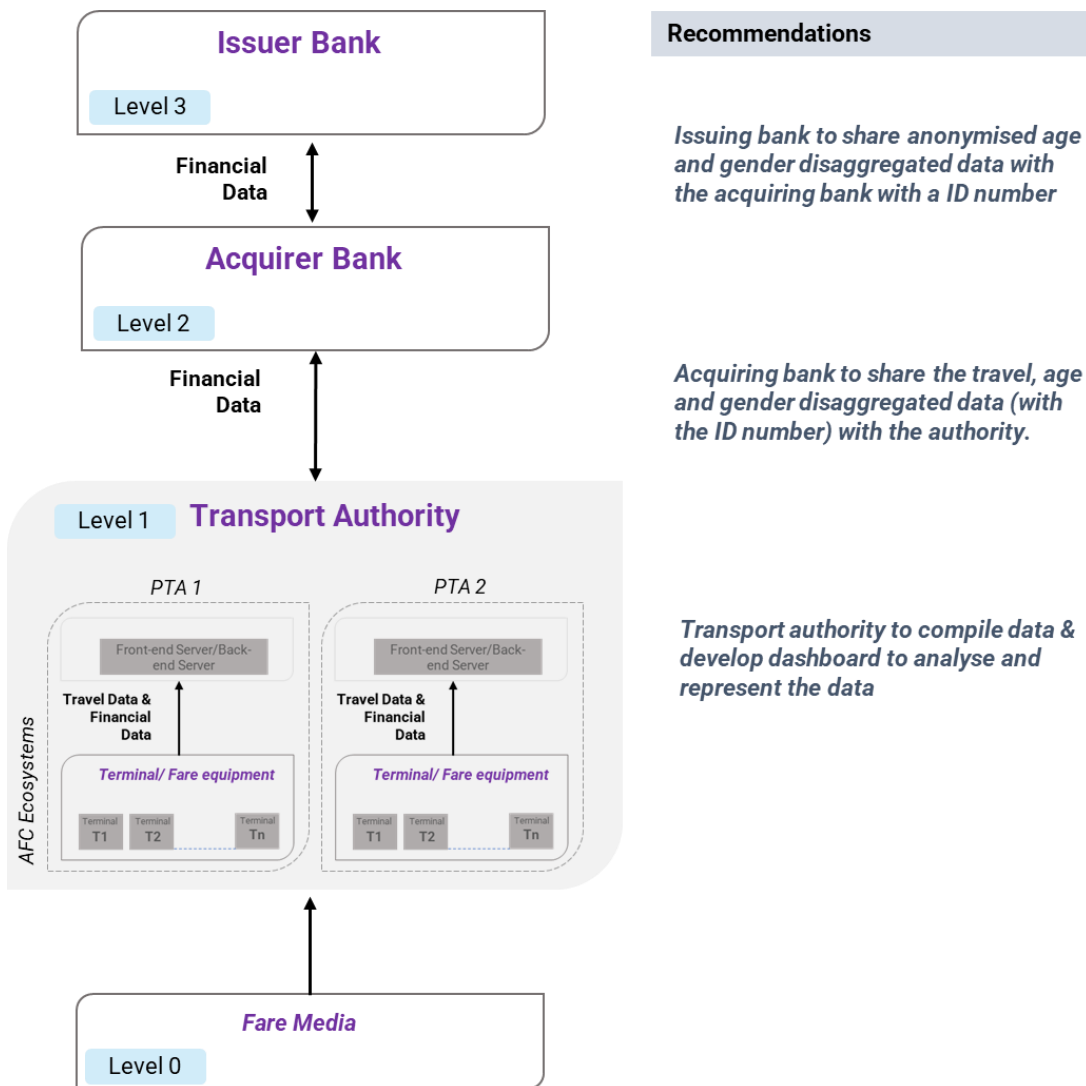 Issuer Bank
Level 3
Recommendations
Issuing bank to share anonymised age
and gender disaggregated data with
the acquiring bank with a ID number
Financial
Data
Acquirer Bank
Level 2
Financial
Data
Acquiring bank to share the travel, age
and gender disaggregated data (with
the ID number) with the authority.
Level 1
Transport Authority
AFC Ecosystems
PTA 1
Front-end Server/Back-
end Server
Travel Data &
Financial
Data
Terminal/ Fare equipment
Terminal
T1
Terminal
T2
Terminal
Tn
PTA 2
Front-end Server/Back-
end Server
Travel Data &
Financial
Data
Terminal/ Fare equipment
Terminal
T1
Terminal
T2
Terminal
Tn
Transport authority to compile data &
develop dashboard to analyse and
represent the data
Fare Media
Level 0